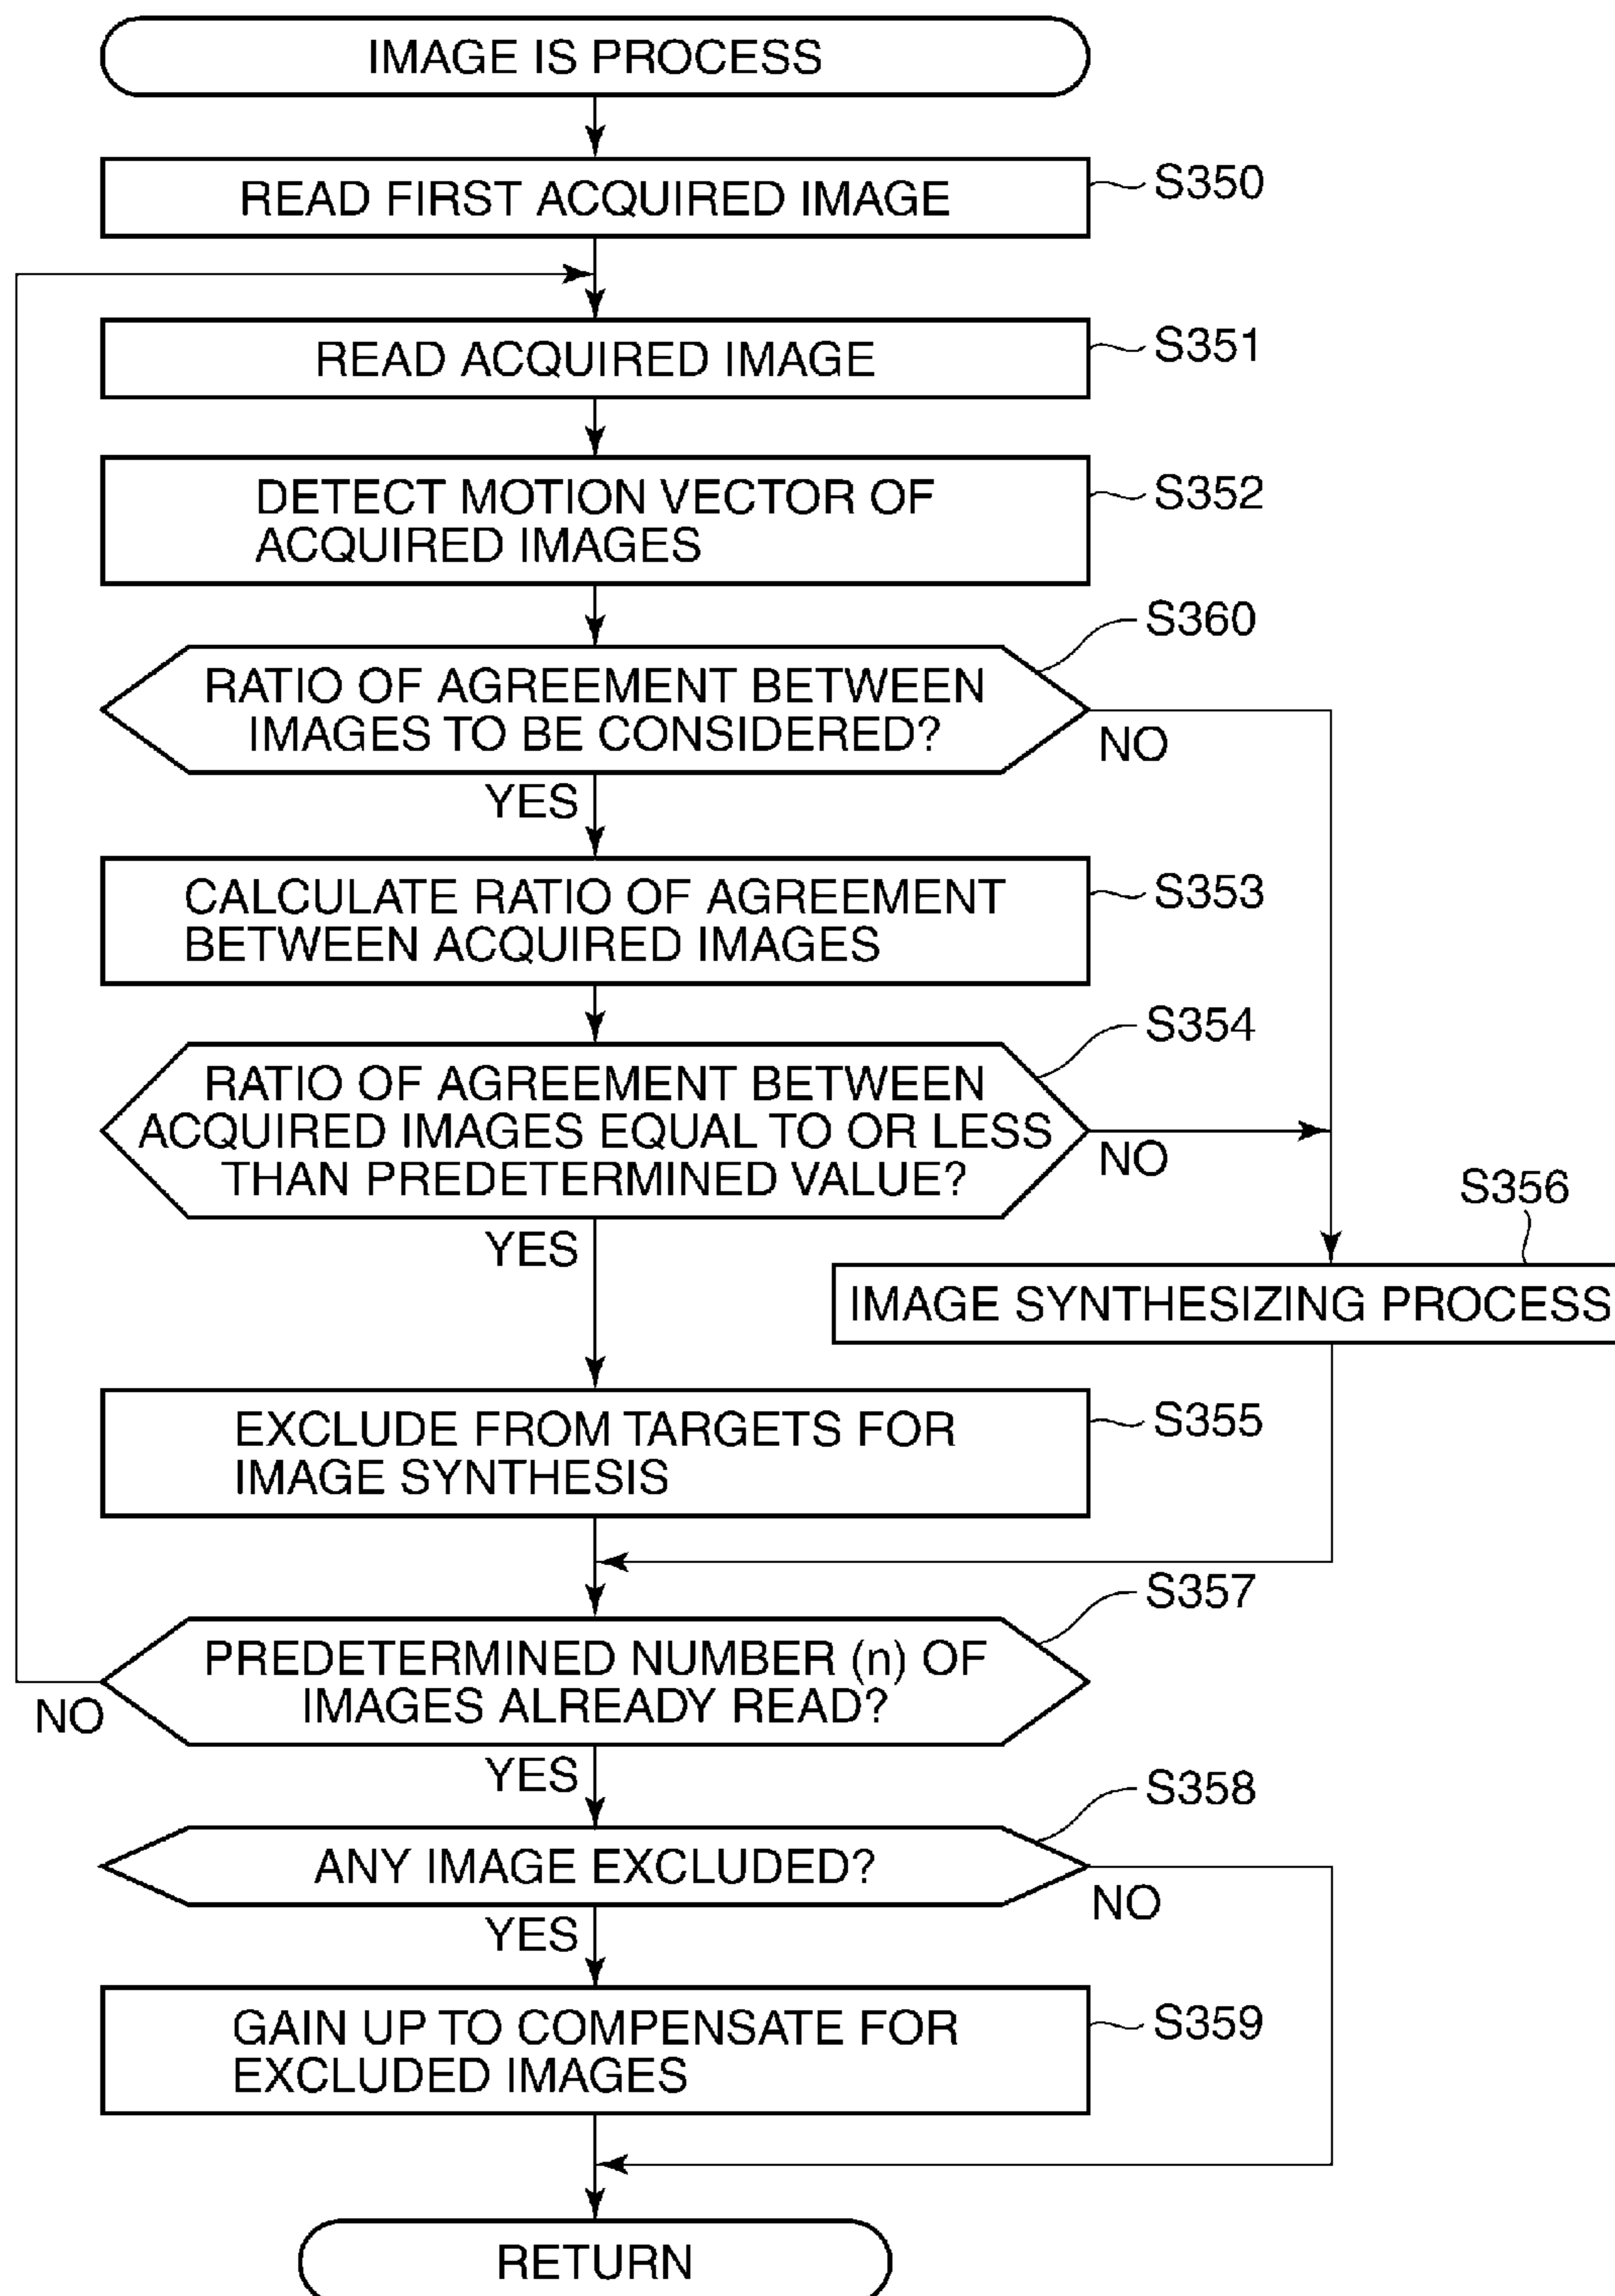 IMAGE IS PROCESS
READ FIRST ACQUIRED IMAGE
S350
READ ACQUIRED IMAGE
S351
DETECT MOTION VECTOR OF
ACQUIRED IMAGES
S352
S360
RATIO OF AGREEMENT BETWEEN
IMAGES TO BE CONSIDERED?
NO
YES
CALCULATE RATIO OF AGREEMENT
BETWEEN ACQUIRED IMAGES
S353
S354
RATIO OF AGREEMENT BETWEEN
ACQUIRED IMAGES EQUAL TO OR LESS
THAN PREDETERMINED VALUE?
NO
YES
S356
IMAGE SYNTHESIZING PROCESS
EXCLUDE FROM TARGETS FOR
IMAGE SYNTHESIS
S355
S357
PREDETERMINED NUMBER (n) OF
IMAGES ALREADY READ?
NO
YES
S358
ANY IMAGE EXCLUDED?
NO
YES
GAIN UP TO COMPENSATE FOR
EXCLUDED IMAGES
S359
RETURN